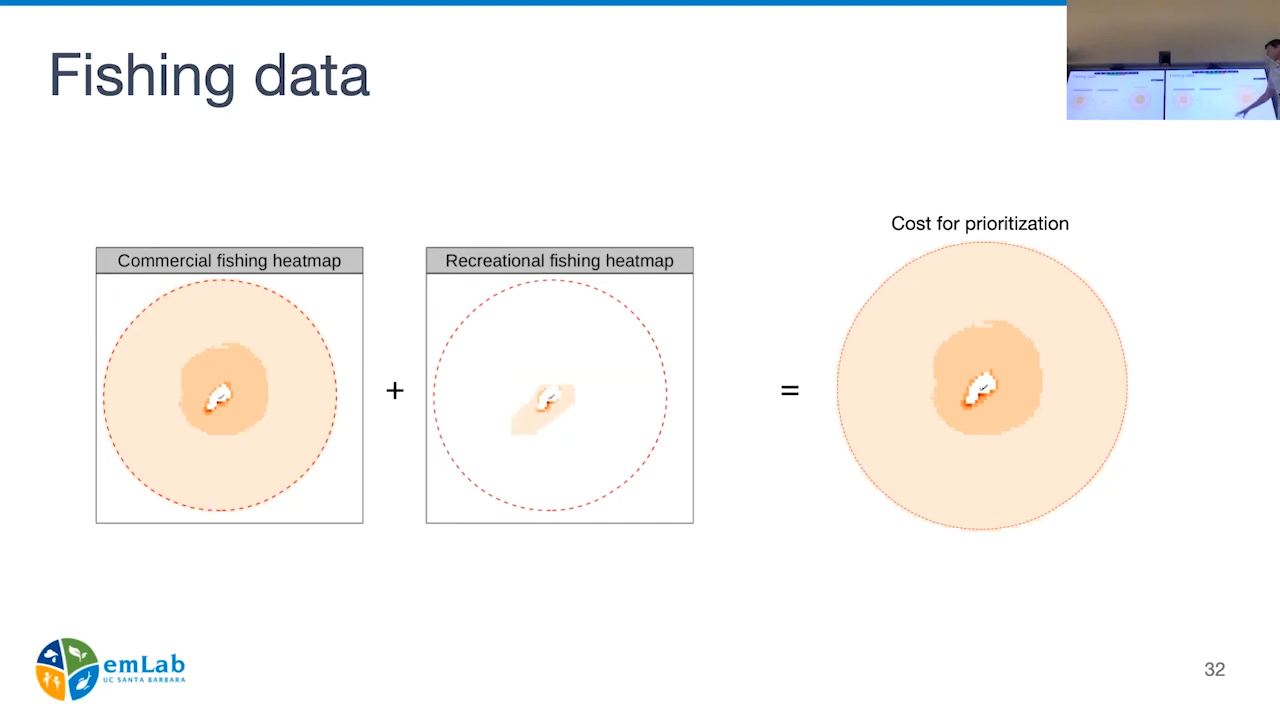 Fishing data
Cost for prioritization
Commercial fishing heatmap
Recreational fishing heatmap
+
=
emLab
UC SANTA BARBARA
32